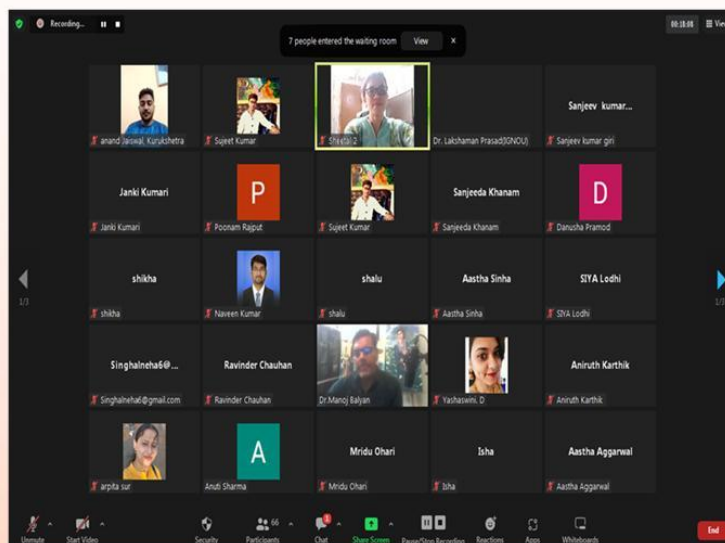 Recording...
7 people entered the waiting room View
00:18:08
View
anand Jaiswal, Kurukshetra
Sujeet Kumar
Sheetal 2
Dr. Lakshaman Prasad(IGNOU)
Sanjeev kumar...
Sanjeev kumar giri
Janki Kumari
Janki Kumari
P
Poonam Rajput
Sujeet Kumar
Sanjeeda Khanam
Sanjeeda Khanam
D
Danusha Pramod
shikha
shikha
Naveen Kumar
shalu
shalu
Aastha Sinha
Aastha Sinha
SIYA Lodhi
SIYA Lodhi
1/3
1/3
Singhalneha6@...
Singhalneha6@gmail.com
Ravinder Chauhan
Ravinder Chauhan
Dr.Manoj Balyan
Yashaswini. D
Aniruth Karthik
Aniruth Karthik
arpita sur
A
Anuti Sharma
Mridu Ohari
Mridu Ohari
Isha
Isha
Aastha Aggarwal
Aastha Aggarwal
Unmute
Start Video
Security
66
Participants
1
Chat
Share Screen
Pause/Stop Recording
Reactions
Apps
Whiteboards
End